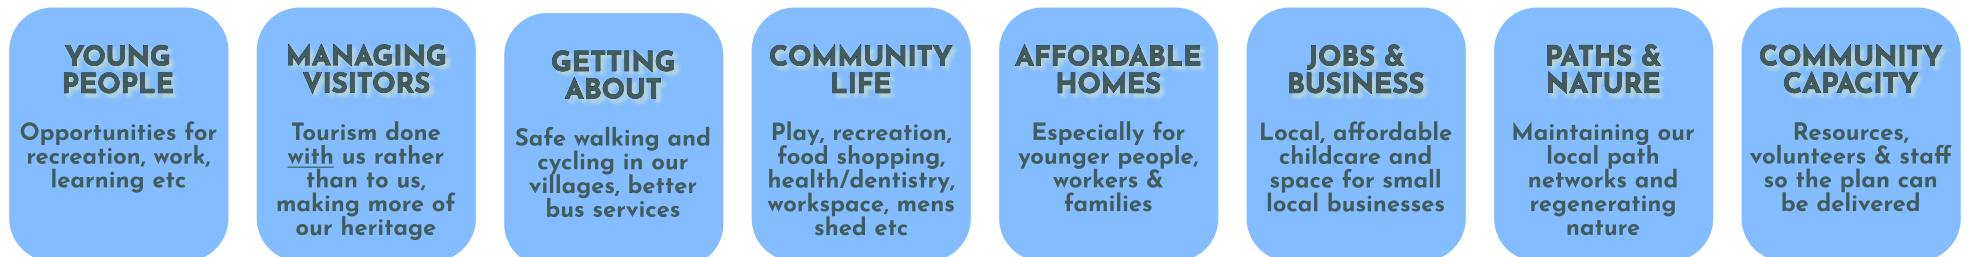 YOUNG
PEOPLE
Opportunities for
recreation, work,
learning etc
MANAGING
VISITORS
Tourism done
with us rather
than to us,
making more of
our heritage
GETTING
ABOUT
Safe walking and
cycling in our
villages, better
bus services
COMMUNITY
LIFE
Play, recreation,
food shopping,
health/dentistry,
workspace, mens
shed etc
AFFORDABLE
HOMES
Especially for
younger people,
workers &
families
JOBS &
BUSINESS
Local, affordable
childcare and
space for small
local businesses
PATHS &
NATURE
Maintaining our
local path
networks and
regenerating
nature
COMMUNITY
CAPACITY
Resources,
volunteers & staff
so the plan can
be delivered